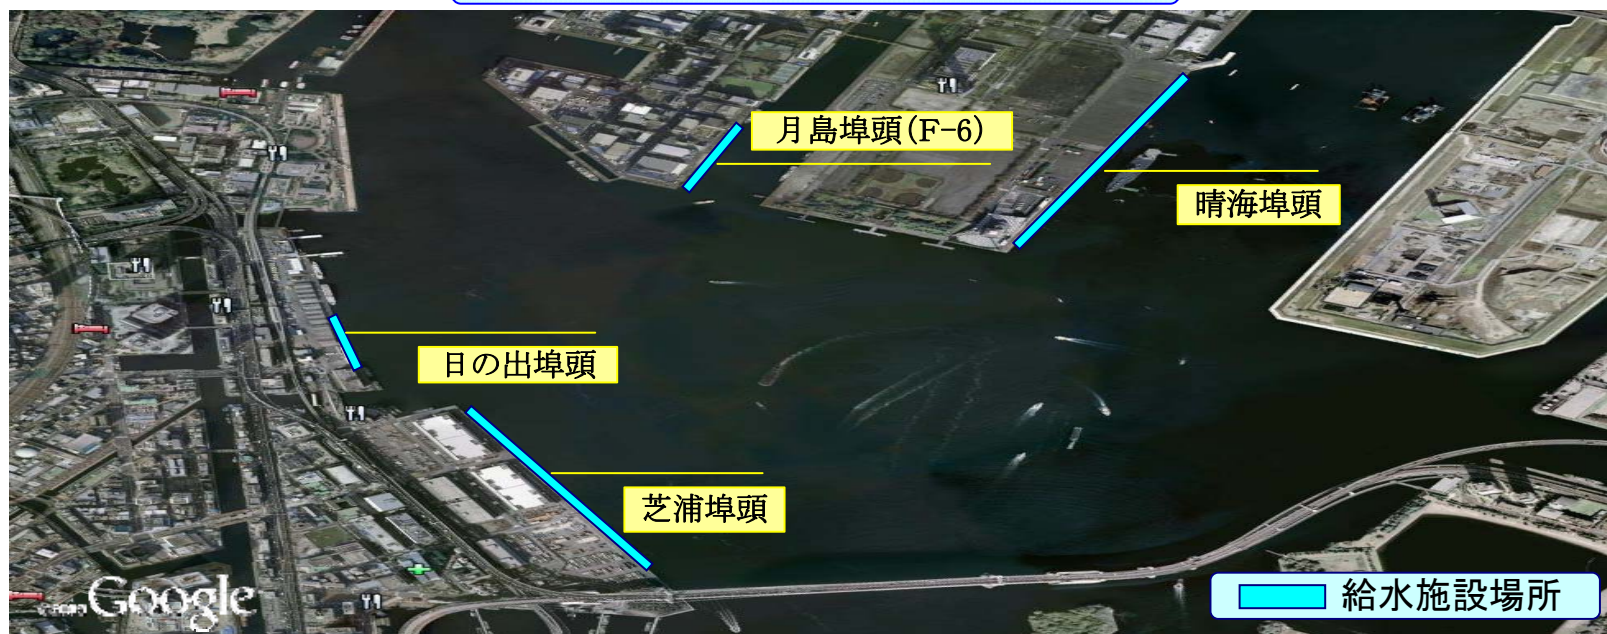 月島埠頭(F-6)
晴海埠頭
日の出埠頭
芝浦埠頭
Google
給水施設場所